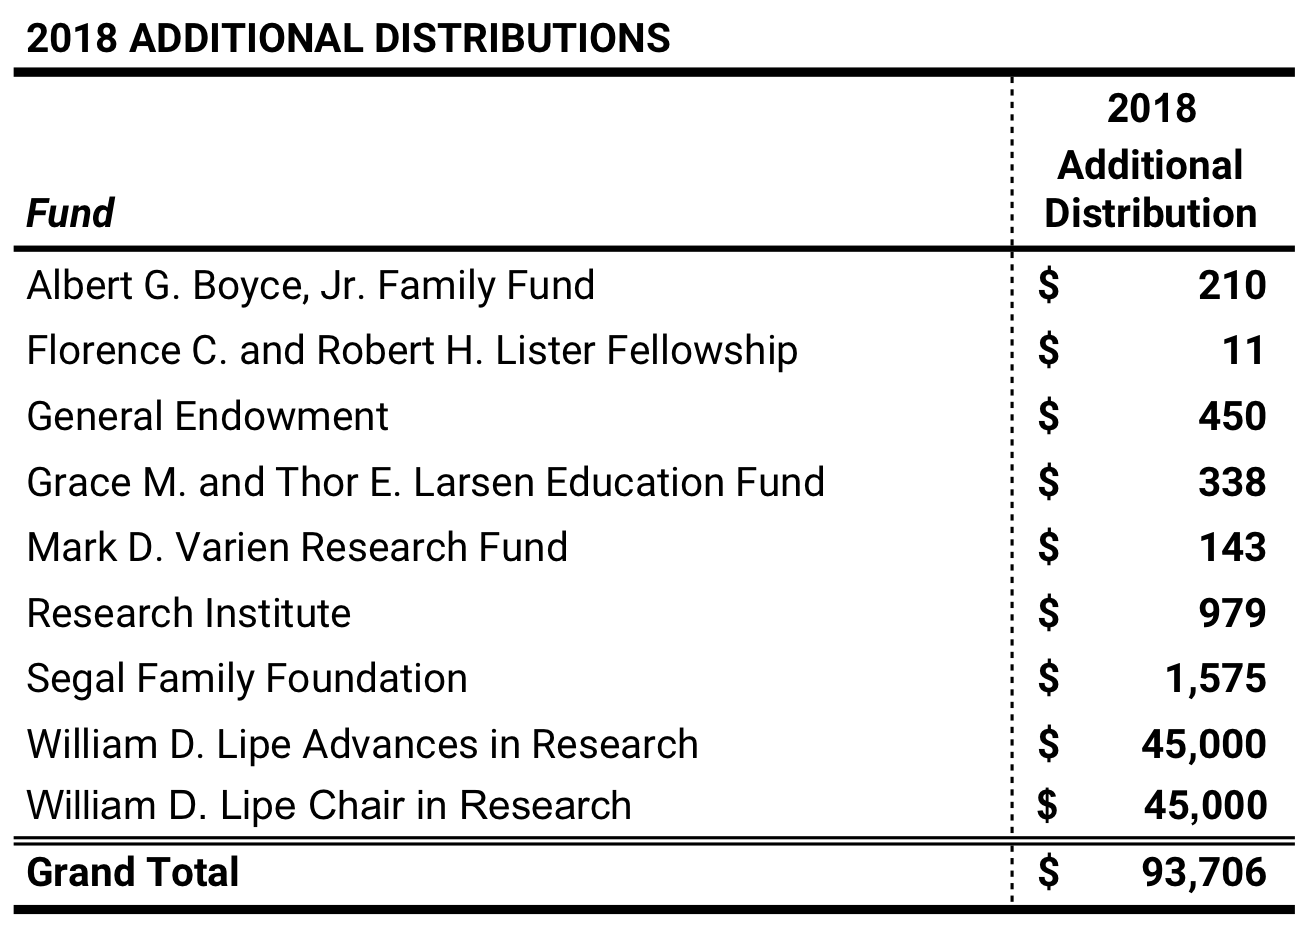 2018 ADDITIONAL DISTRIBUTIONS
2018
Additional
Fund Distribution
Albert G. Boyce, Jr. Family Fund $ 210
Florence C. and Robert H. Lister Fellowship $ 11
General Endowment $ 450
Grace M. and Thor E. Larsen Education Fund $ 338
Mark D. Varien Research Fund $ 143
Research Institute $ 979
Segal Family Foundation $ 1,575
William D. Lipe Advances in Research $ 45,000
William D. Lipe Chair in Research $ 45,000
Grand Total $ 93,706